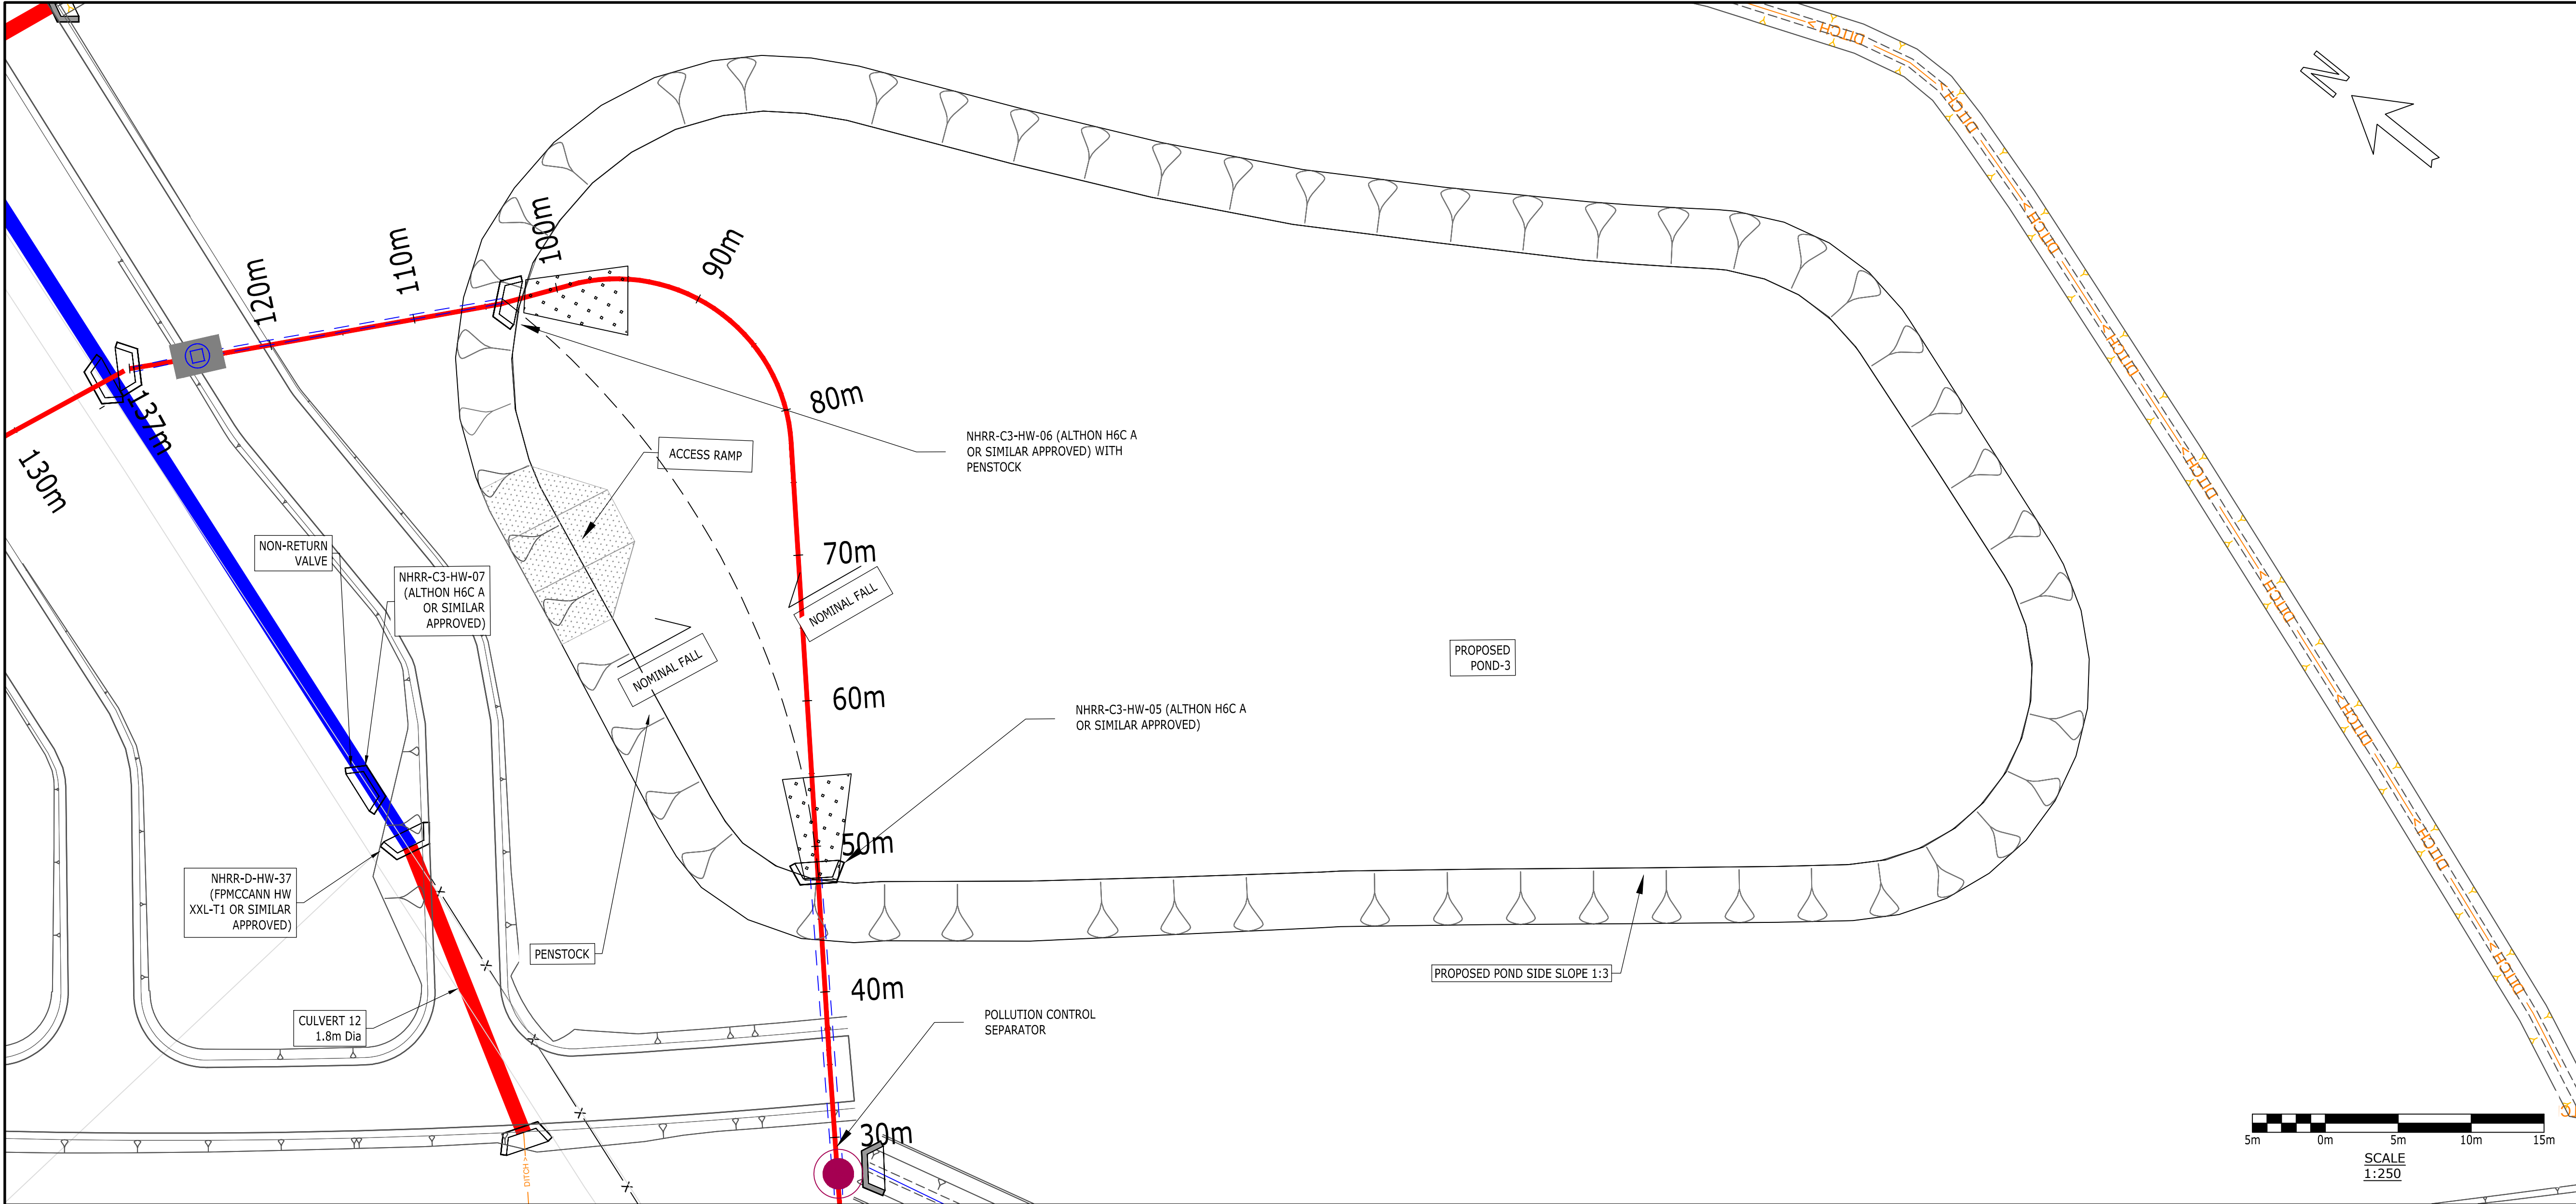 DITCH
DITCH
N
100m
90m
110m
120m
DITCH
DITCH
80m
137m
NHRR-C3-HW-06 (ALTHON H6C A
OR SIMILAR APPROVED) WITH
PENSTOCK
ACCESS RAMP
130m
DITCH
70m
NON-RETURN
VALVE
NHRR-C3-HW-07
(ALTHON H6C A
OR SIMILAR
APPROVED)
NOMINAL FALL
DITCH
PROPOSED
POND-3
NOMINAL FALL
60m
NHRR-C3-HW-05 (ALTHON H6C A
OR SIMILAR APPROVED)
DITCH
50m
DITCH
NHRR-D-HW-37
(FPMCCANN HW
XXL-T1 OR SIMILAR
APPROVED)
PENSTOCK
PROPOSED POND SIDE SLOPE 1:3
DITCH
40m
CULVERT 12
1.8m Dia
POLLUTION CONTROL
SEPARATOR
30m
DITCH
5m 0m 5m 10m 15m
SCALE
1:250